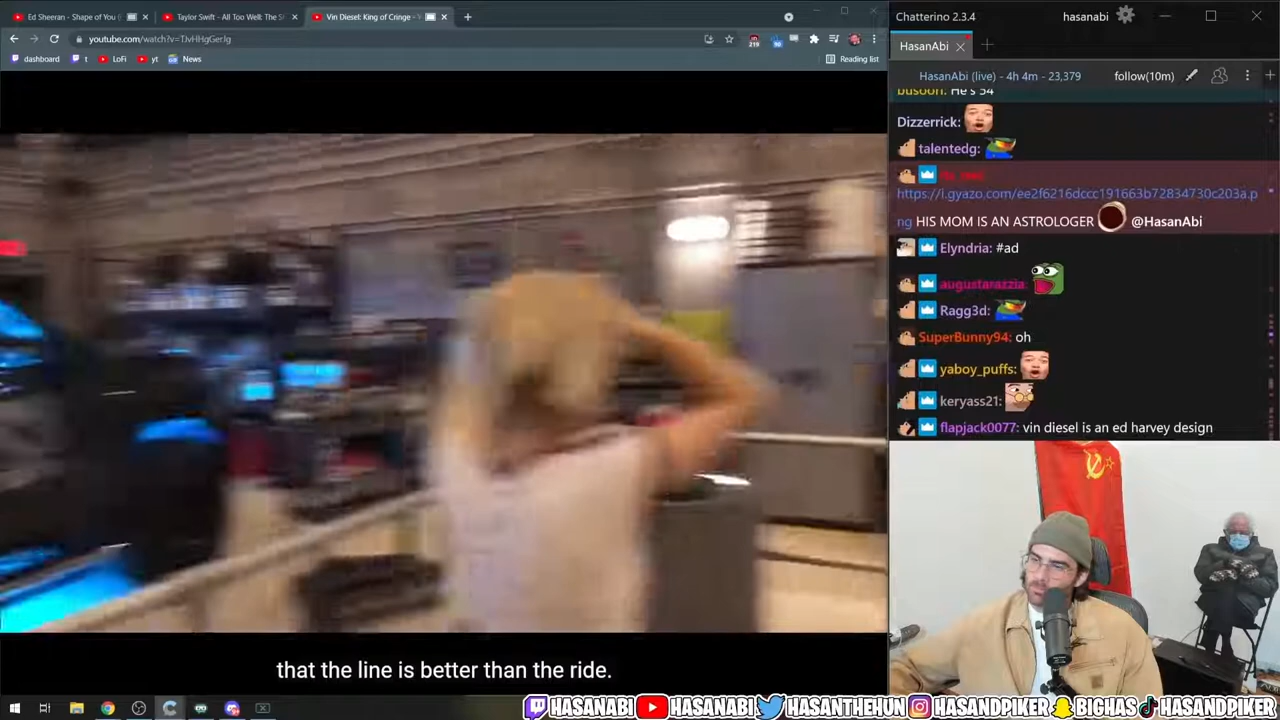 Ed Sheeran - Shape of You (
Taylor Swift - All Too Well: The S
Vin Diesel: King of Cringe -
youtube.com/watch?v=TJvHHgGerJg
219
90
dashboard
t
LoFi
yt
News
Reading list
that the line is better than the ride.
Chatterino 2.3.4
hasanabi
HasanAbi
HasanAbi (live) - 4h 4m - 23,379
follow(10m)
busoori: He's 54
Dizzerrick:
talentedg:
https://i.gyazo.com/ee2f6216dccc191663b72834730c203a.p
ng HIS MOM IS AN ASTROLOGER @HasanAbi
Elyndria: #ad
augustarazzia:
Ragg3d:
SuperBunny94: oh
yaboy_puffs:
keryass21:
flapjack0077: vin diesel is an ed harvey design
HASANABI HASANABI HASANTHEHUN HASANDPIKER BIGHAS HASANDPIKER